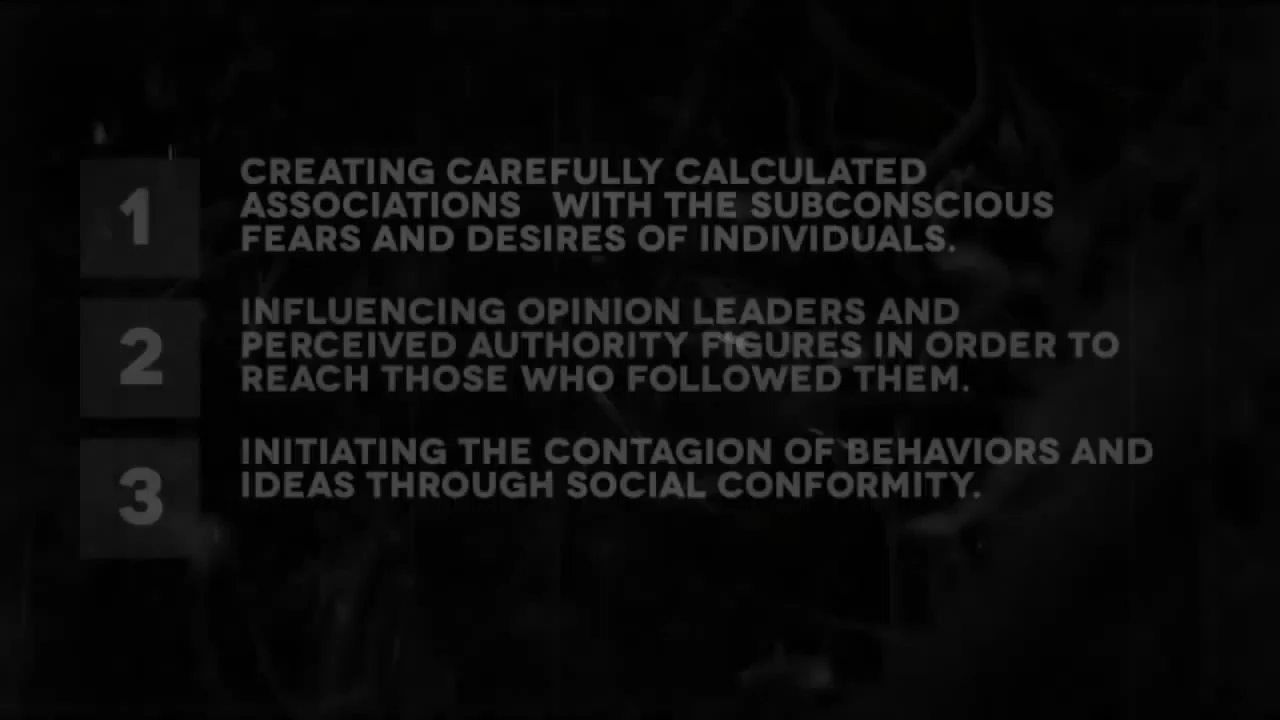 1
CREATING CAREFULLY CALCULATED
ASSOCIATIONS WITH THE SUBCONSCIOUS
FEARS AND DESIRES OF INDIVIDUALS.
2
INFLUENCING OPINION LEADERS AND
PERCEIVED AUTHORITY FIGURES IN ORDER TO
REACH THOSE WHO FOLLOWED THEM.
3
INITIATING THE CONTAGION OF BEHAVIORS AND
IDEAS THROUGH SOCIAL CONFORMITY.